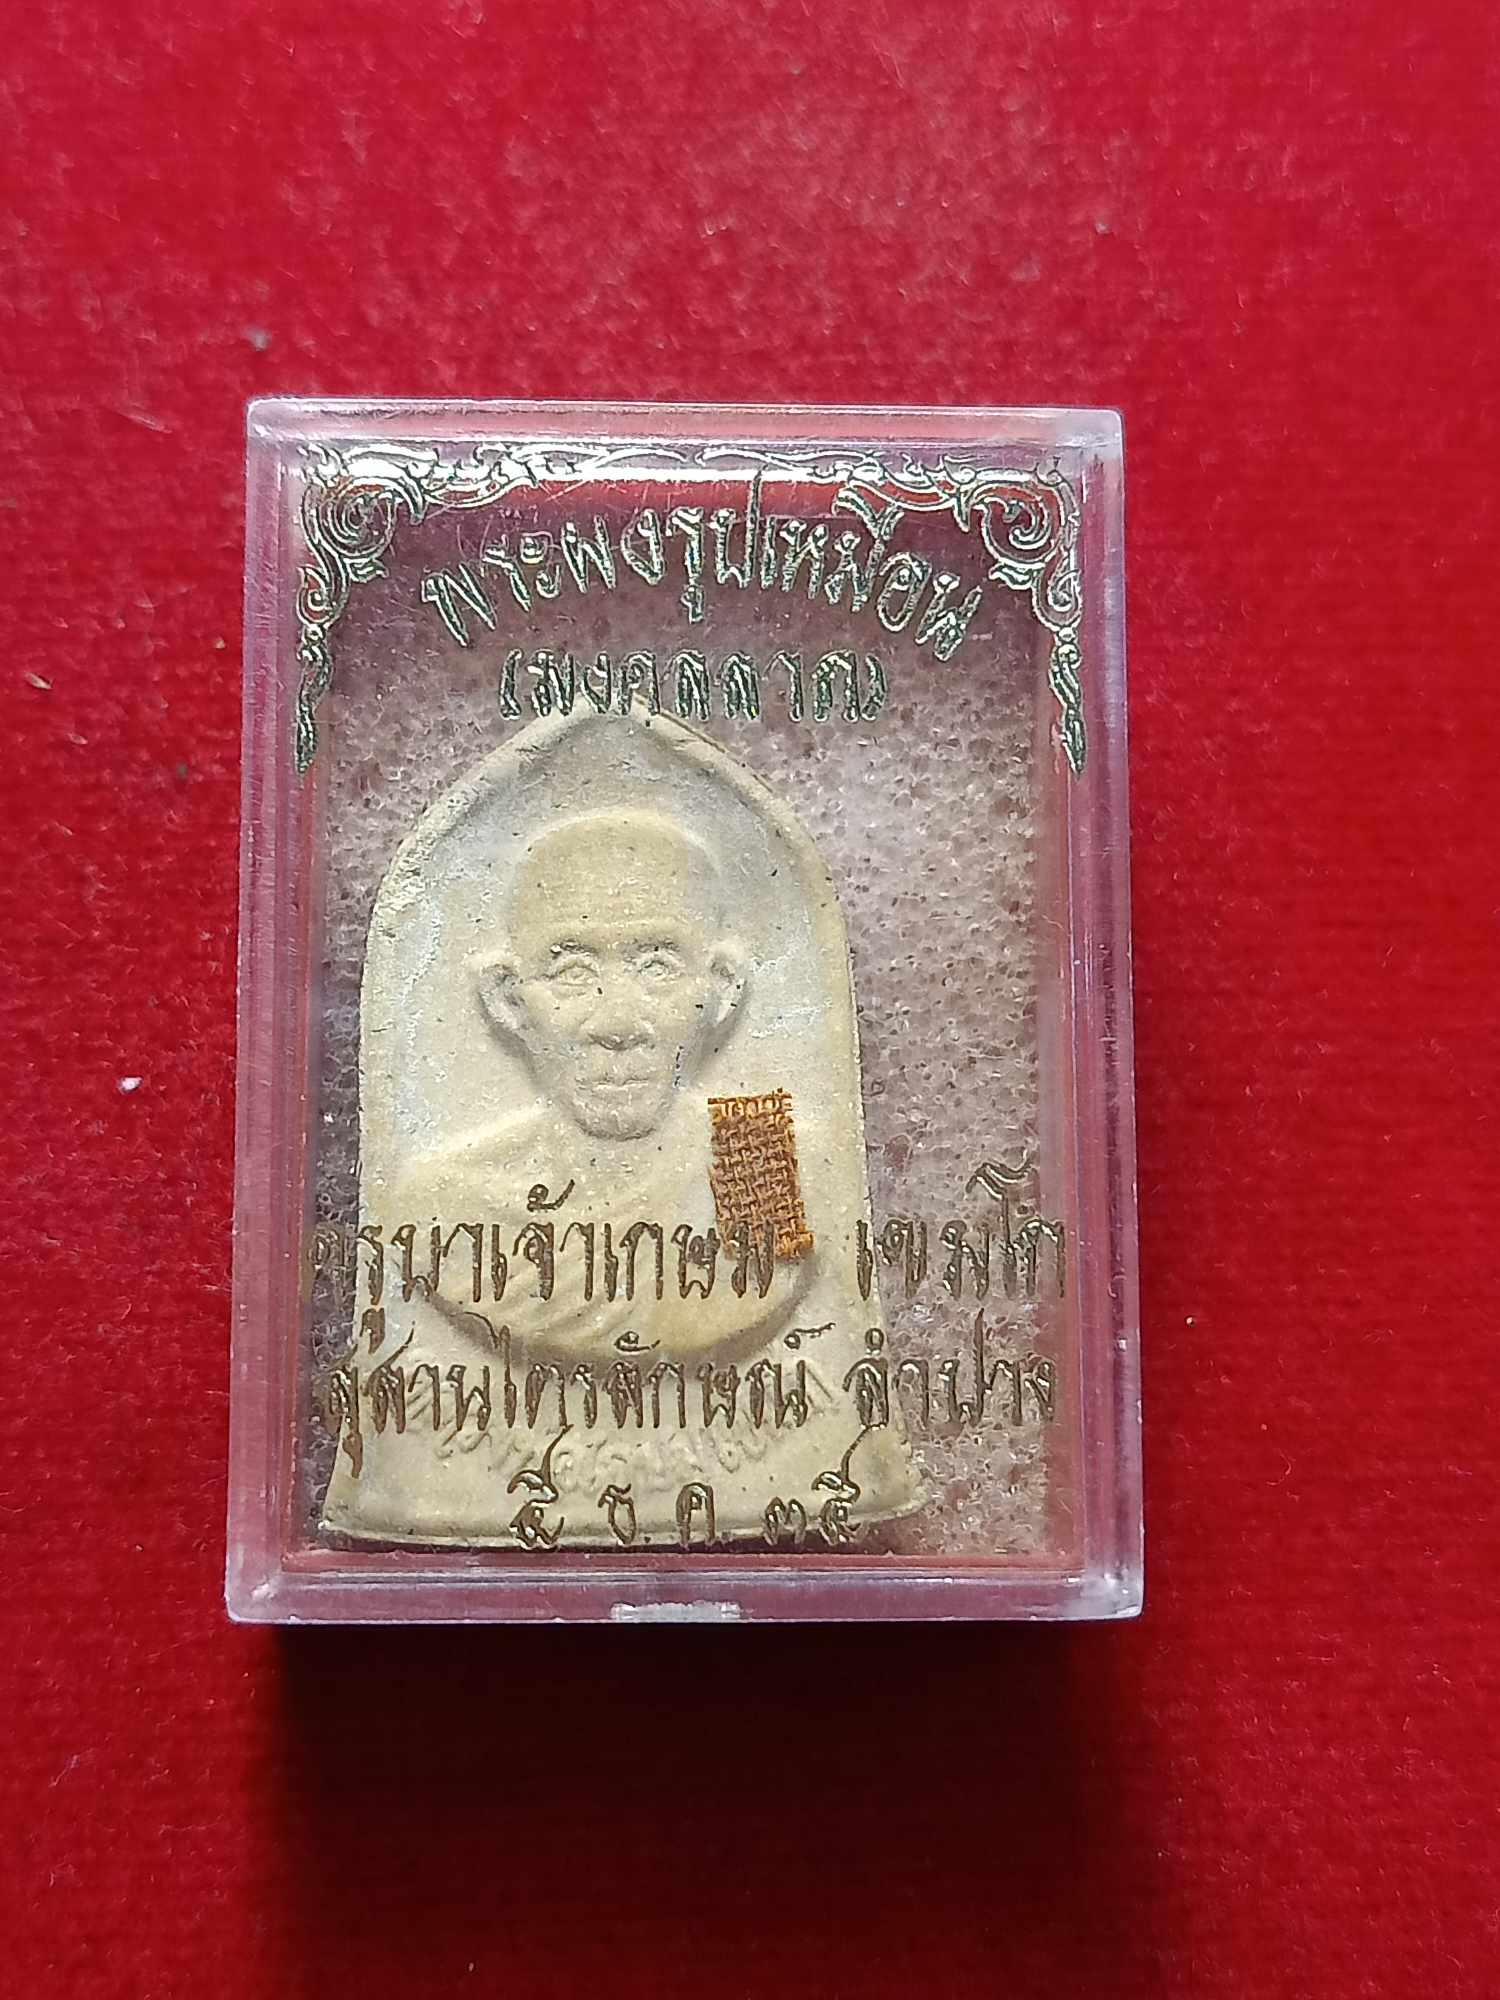 พระผงรูปเหมือน
(มงคลลาภ)
ครูบาเจ้าเกษม เขมโก
สุสานไตรลักษณ์ ลำปาง
๕ ธ.ค. ๓๕